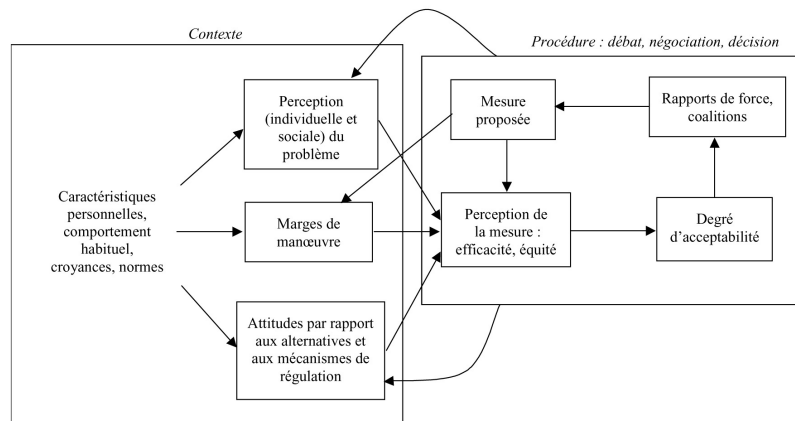 Contexte
Procédure : débat, négociation, décision
Perception
(individuelle et
sociale) du
problème
Mesure
proposée
Rapports de force,
coalitions
Caractéristiques
personnelles,
comportement
habituel,
croyances, normes
Marges de
manœuvre
Perception de
la mesure :
efficacité, équité
Degré
d’acceptabilité
Attitudes par rapport
aux alternatives et
aux mécanismes de
régulation